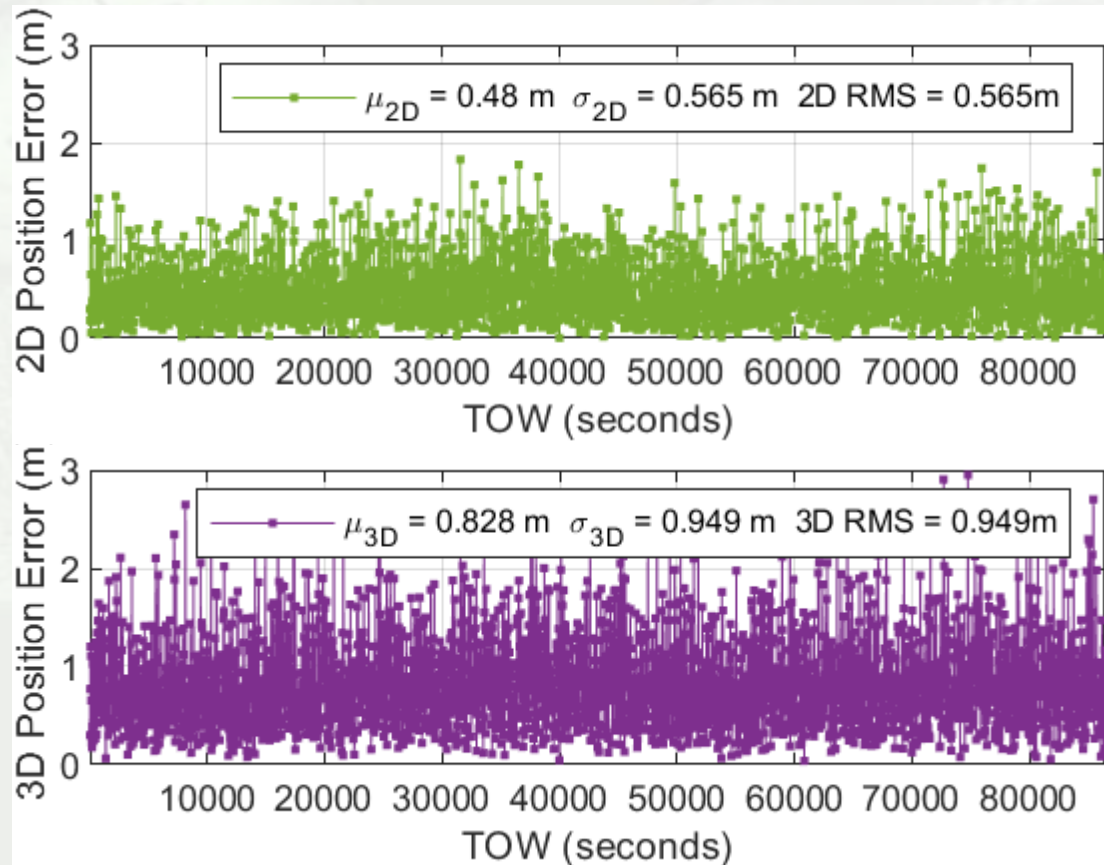 2D Position Error (m)
3
2
1
0
μ2D = 0.48 m σ2D = 0.565 m 2D RMS = 0.565m
10000 20000 30000 40000 50000 60000 70000 80000
TOW (seconds)
3D Position Error (m
3
2
1
0
μ3D = 0.828 m σ3D = 0.949 m 3D RMS = 0.949m
10000 20000 30000 40000 50000 60000 70000 80000
TOW (seconds)